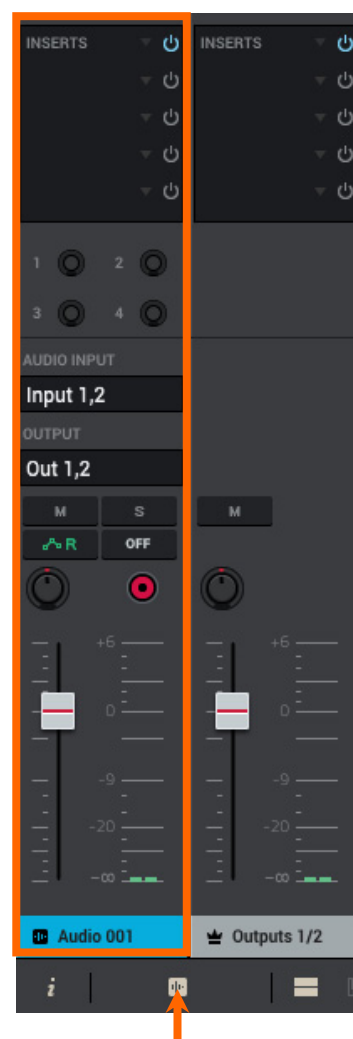 INSERTS INSERTS
1 2
3 4
AUDIO INPUT
Input 1,2
OUTPUT
Out 1,2
M S M
R OFF
+6 +6
0 0
-9 -9
-20 -20
-∞ -∞
Audio 001 Outputs 1/2
i